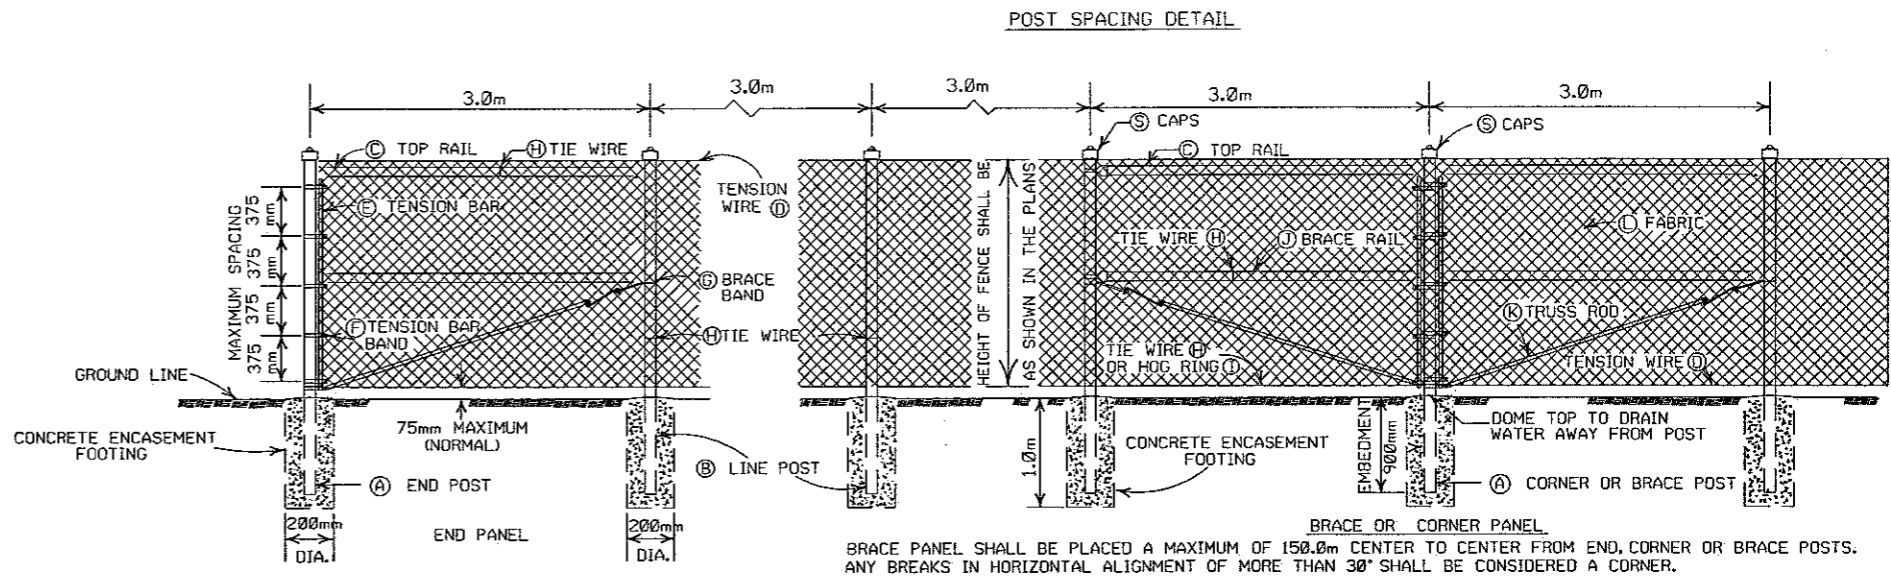 POST SPACING DETAIL
3.0m
3.0m
3.0m
3.0m
3.0m
Ⓢ CAPS
Ⓢ CAPS
Ⓒ TOP RAIL
Ⓗ TIE WIRE
Ⓒ TOP RAIL
TENSION
WIRE Ⓓ
Ⓔ TENSION BAR
MAXIMUM SPACING
375
mm
375
mm
375
mm
375
mm
HEIGHT OF FENCE SHALL BE
AS SHOWN IN THE PLANS
Ⓛ FABRIC
TIE WIRE Ⓗ
Ⓙ BRACE RAIL
Ⓖ BRACE
BAND
Ⓕ TENSION BAR
BAND
Ⓗ TIE WIRE
Ⓚ TRUSS ROD
TIE WIRE Ⓗ
OR HOG RING Ⓘ
TENSION WIRE Ⓓ
GROUND LINE
75mm MAXIMUM
(NORMAL)
CONCRETE ENCASEMENT
FOOTING
Ⓐ END POST
Ⓑ LINE POST
1.0m
CONCRETE ENCASEMENT
FOOTING
EMBEDMENT
900mm
DOME TOP TO DRAIN
WATER AWAY FROM POST
Ⓐ CORNER OR BRACE POST
200mm
DIA.
END PANEL
200mm
DIA.
BRACE OR CORNER PANEL
BRACE PANEL SHALL BE PLACED A MAXIMUM OF 150.0m CENTER TO CENTER FROM END, CORNER OR BRACE POSTS.
ANY BREAKS IN HORIZONTAL ALIGNMENT OF MORE THAN 30° SHALL BE CONSIDERED A CORNER.